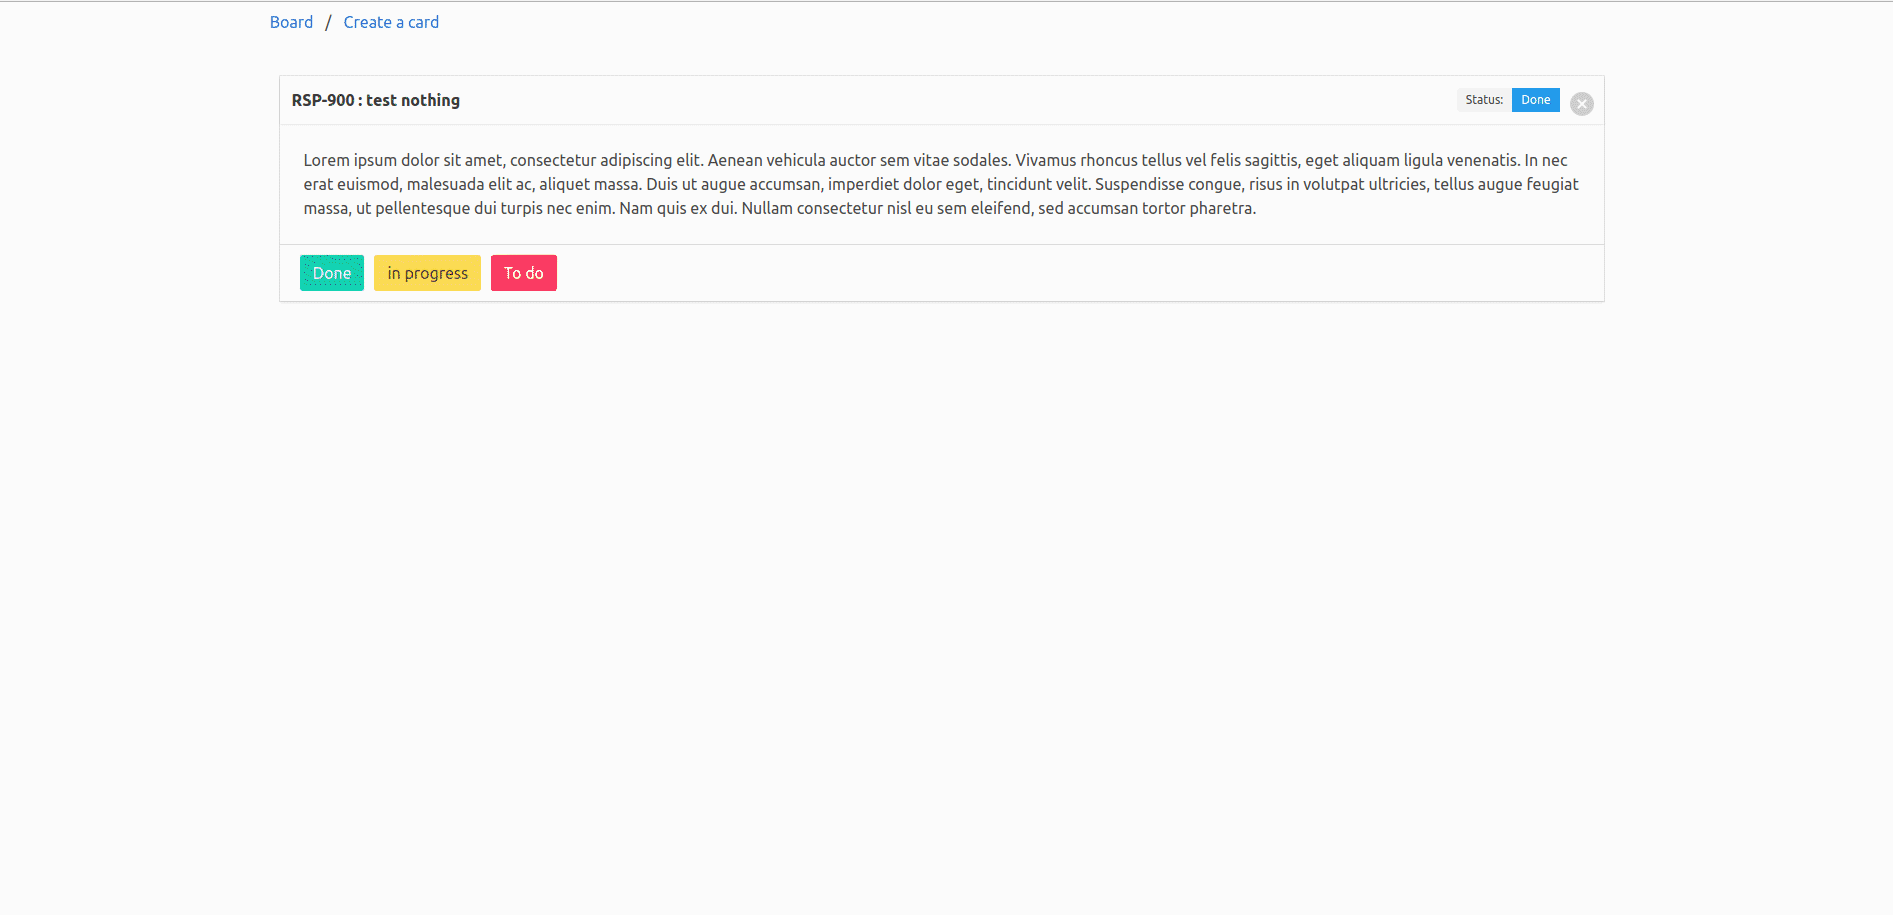 Board / Create a card
RSP-900 : test nothing
Status: Done
Lorem ipsum dolor sit amet, consectetur adipiscing elit. Aenean vehicula auctor sem vitae sodales. Vivamus rhoncus tellus vel felis sagittis, eget aliquam ligula venenatis. In nec
erat euismod, malesuada elit ac, aliquet massa. Duis ut augue accumsan, imperdiet dolor eget, tincidunt velit. Suspendisse congue, risus in volutpat ultricies, tellus augue feugiat
massa, ut pellentesque dui turpis nec enim. Nam quis ex dui. Nullam consectetur nisl eu sem eleifend, sed accumsan tortor pharetra.
Done in progress To do